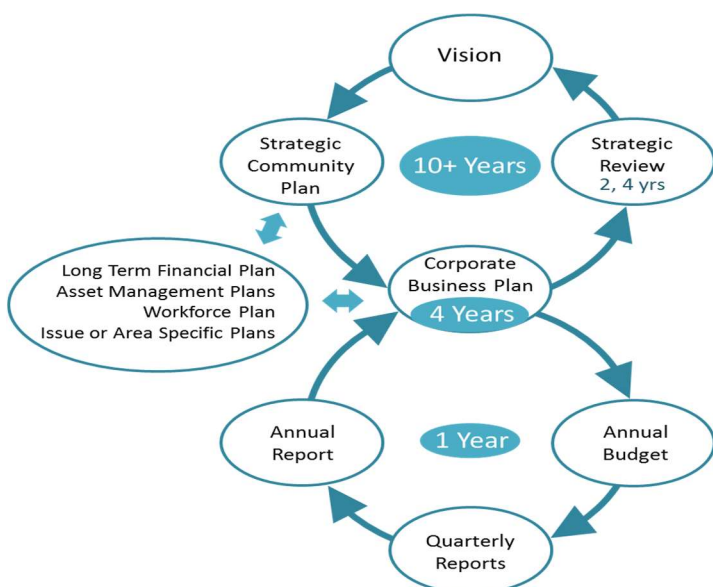 Vision
Strategic
Community
Plan
10+ Years
Strategic
Review
2, 4 yrs
Long Term Financial Plan
Asset Management Plans
Workforce Plan
Issue or Area Specific Plans
Corporate
Business Plan
4 Years
Annual
Report
1 Year
Annual
Budget
Quarterly
Reports